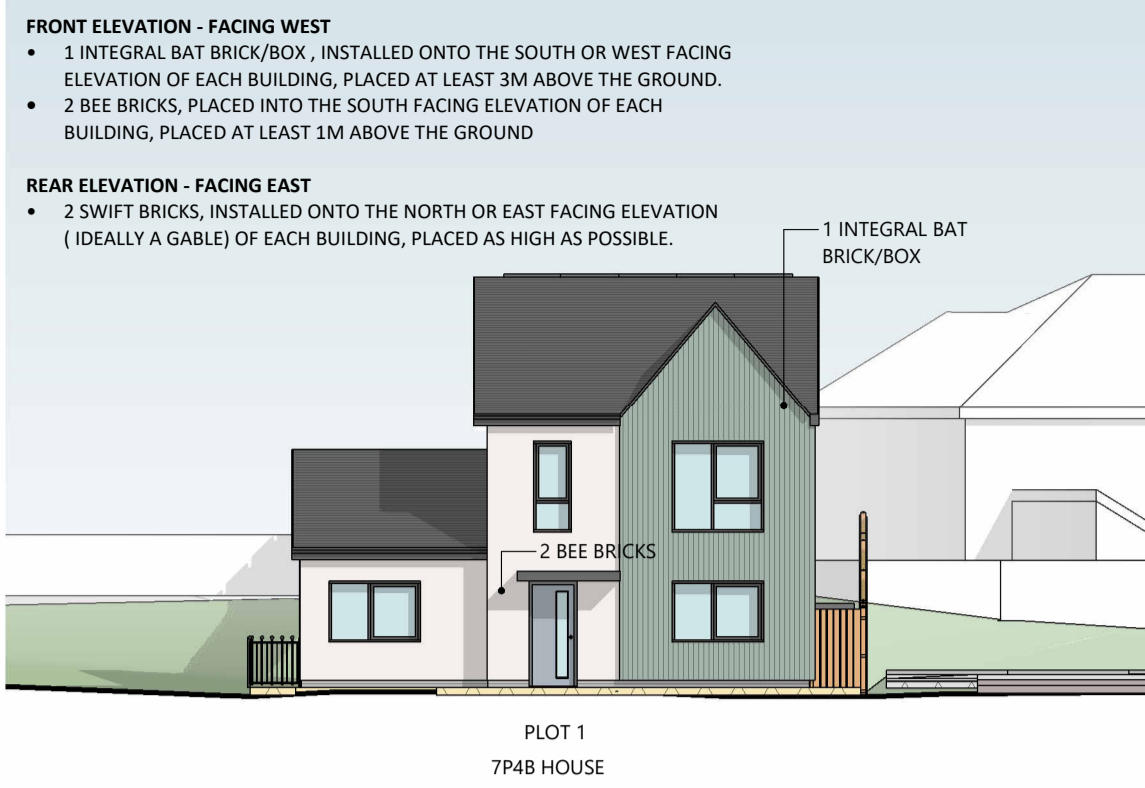 FRONT ELEVATION - FACING WEST
• 1 INTEGRAL BAT BRICK/BOX , INSTALLED ONTO THE SOUTH OR WEST FACING
ELEVATION OF EACH BUILDING, PLACED AT LEAST 3M ABOVE THE GROUND.
• 2 BEE BRICKS, PLACED INTO THE SOUTH FACING ELEVATION OF EACH
BUILDING, PLACED AT LEAST 1M ABOVE THE GROUND
REAR ELEVATION - FACING EAST
• 2 SWIFT BRICKS, INSTALLED ONTO THE NORTH OR EAST FACING ELEVATION
( IDEALLY A GABLE) OF EACH BUILDING, PLACED AS HIGH AS POSSIBLE.
1 INTEGRAL BAT
BRICK/BOX
2 BEE BRICKS
PLOT 1
7P4B HOUSE